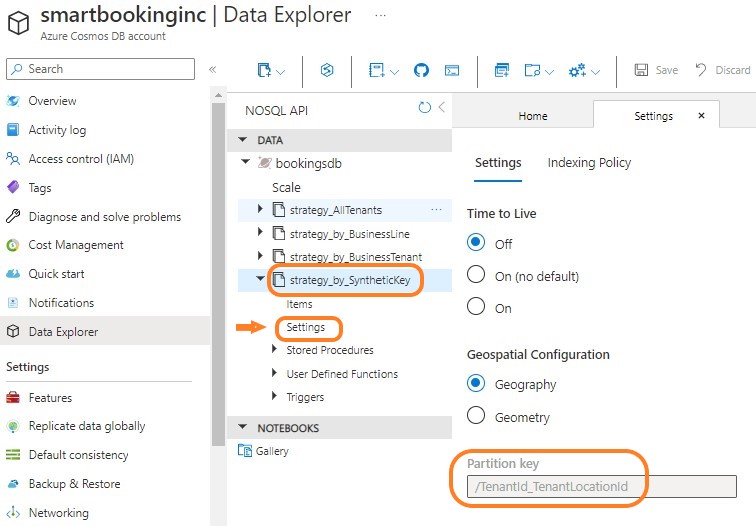 smartbookinginc | Data Explorer ...
Azure Cosmos DB account
Search
Overview
Activity log
Access control (IAM)
Tags
Diagnose and solve problems
Cost Management
Quick start
Notifications
Data Explorer
Settings
Features
Replicate data globally
Default consistency
Backup & Restore
Networking
NOSQL API
DATA
bookingsdb
Scale
strategy_AllTenants ...
strategy_by_BusinessLine
strategy_by_BusinessTenant
strategy_by_SyntheticKey
Items
Settings
Stored Procedures
User Defined Functions
Triggers
NOTEBOOKS
Gallery
Save Discard
Home Settings
Settings Indexing Policy
Time to Live
Off
On (no default)
On
Geospatial Configuration
Geography
Geometry
Partition key
/TenantId_TenantLocationId